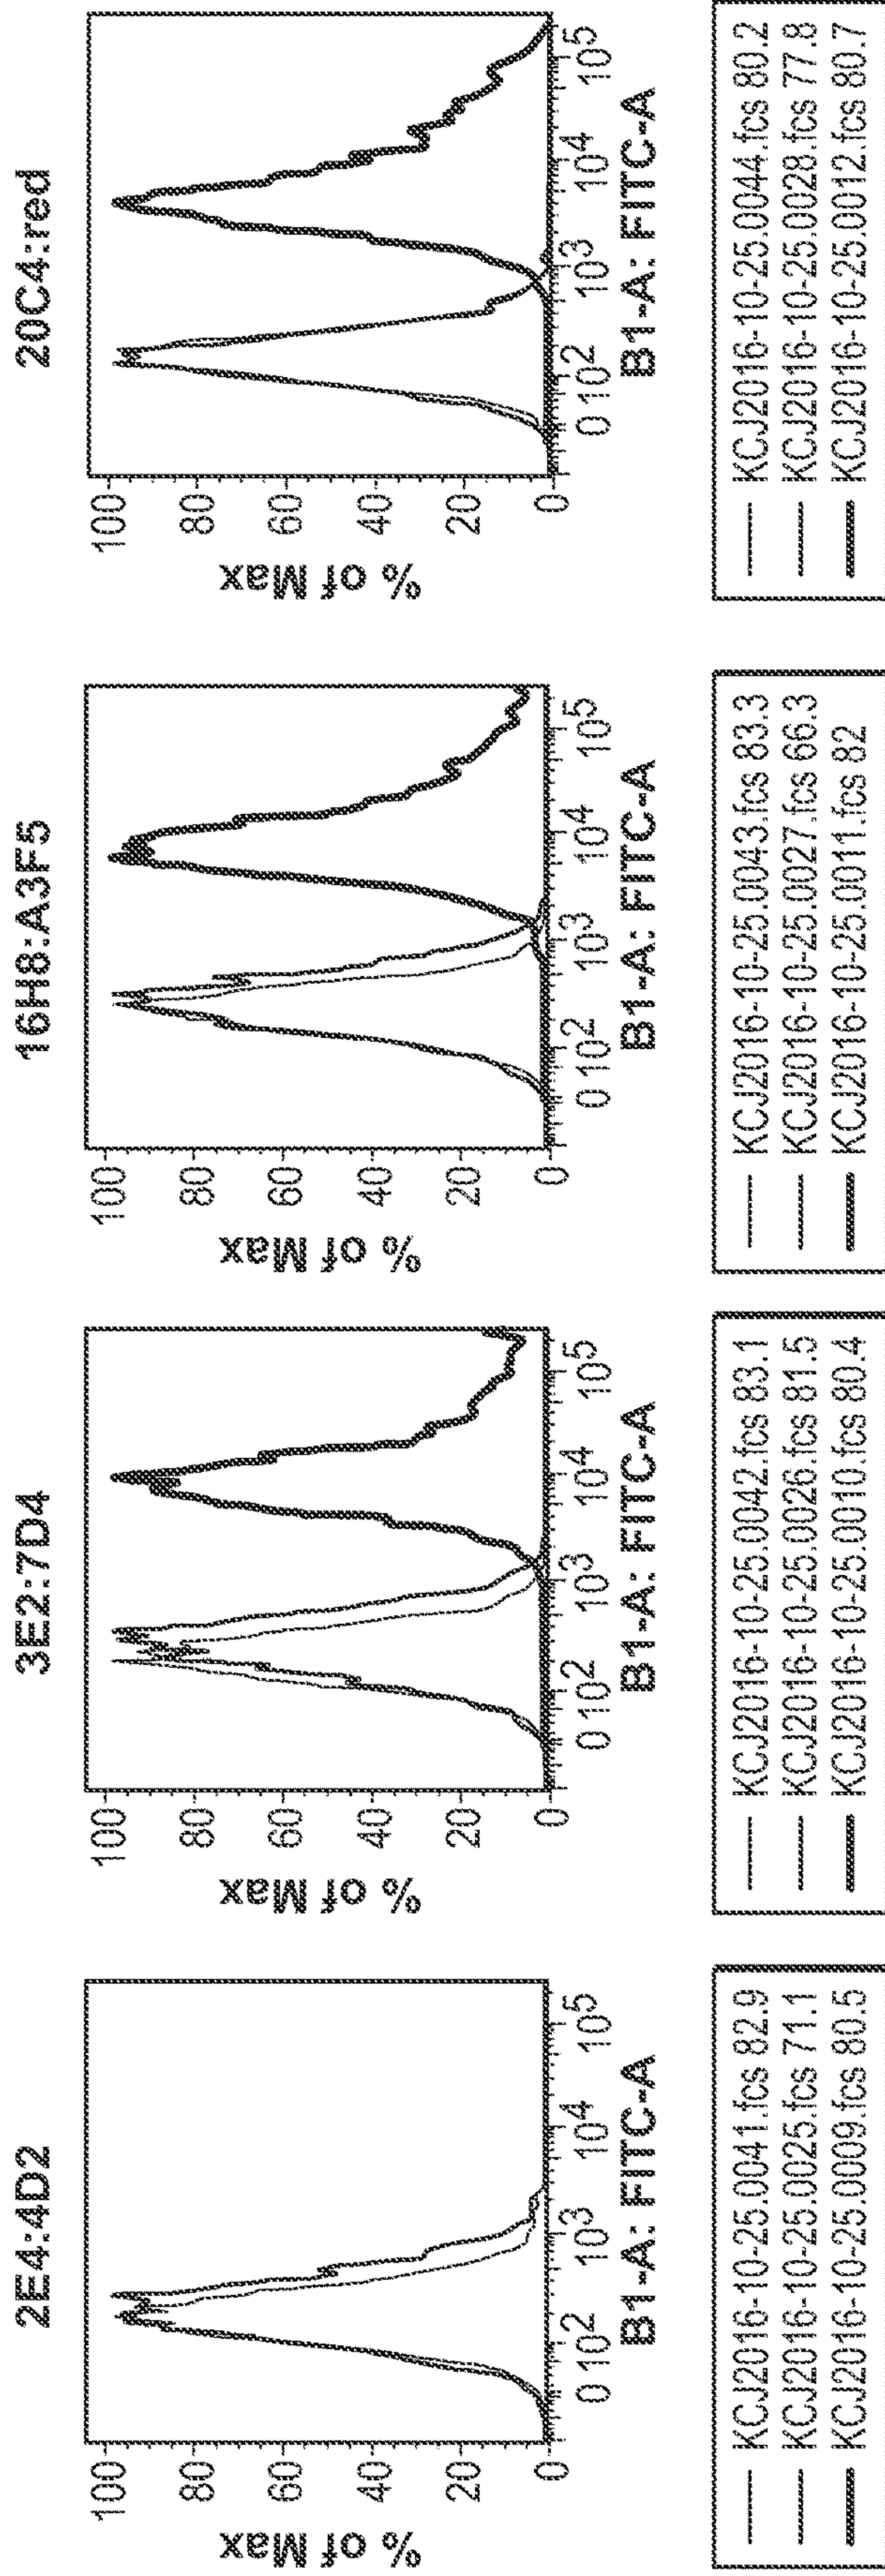 2E4:4D2
% of Max
100
80
60
40
20
0
0 10² 10³ 10⁴ 10⁵
B1-A: FITC-A
KCJ2016-10-25.0041.fcs 82.9
KCJ2016-10-25.0025.fcs 71.1
KCJ2016-10-25.0009.fcs 80.5
3E2:7D4
% of Max
100
80
60
40
20
0
0 10² 10³ 10⁴ 10⁵
B1-A: FITC-A
KCJ2016-10-25.0042.fcs 83.1
KCJ2016-10-25.0026.fcs 81.5
KCJ2016-10-25.0010.fcs 80.4
16H8:A3F5
% of Max
100
80
60
40
20
0
0 10² 10³ 10⁴ 10⁵
B1-A: FITC-A
KCJ2016-10-25.0043.fcs 83.3
KCJ2016-10-25.0027.fcs 66.3
KCJ2016-10-25.0011.fcs 82
20C4:red
% of Max
100
80
60
40
20
0
0 10² 10³ 10⁴ 10⁵
B1-A: FITC-A
KCJ2016-10-25.0044.fcs 80.2
KCJ2016-10-25.0028.fcs 77.8
KCJ2016-10-25.0012.fcs 80.7